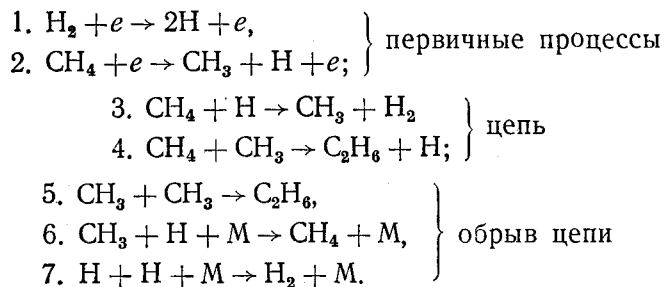 1. H₂ + e → 2H + e,
2. CH₄ + e → CH₃ + H + e; } первичные процессы
3. CH₄ + H → CH₃ + H₂
4. CH₄ + CH₃ → C₂H₆ + H; } цепь
5. CH₃ + CH₃ → C₂H₆,
6. CH₃ + H + M → CH₄ + M, } обрыв цепи
7. H + H + M → H₂ + M.